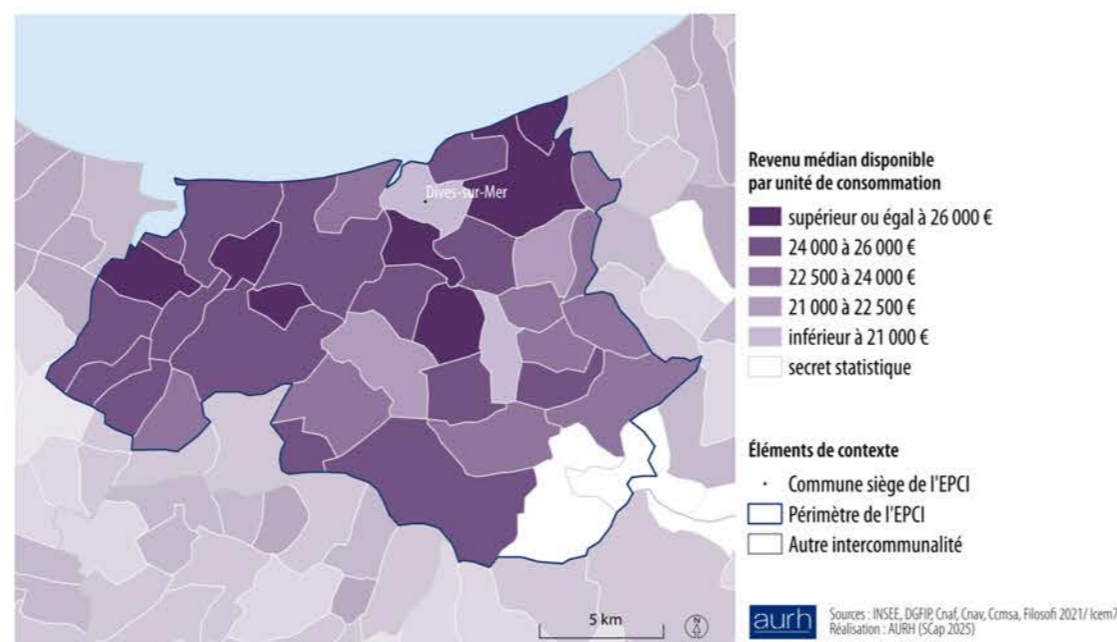 Dives-sur-Mer
Revenu médian disponible
par unité de consommation
supérieur ou égal à 26 000 €
24 000 à 26 000 €
22 500 à 24 000 €
21 000 à 22 500 €
inférieur à 21 000 €
secret statistique
Éléments de contexte
Commune siège de l'EPCI
Périmètre de l'EPCI
Autre intercommunalité
5 km
N
aurh
Sources : INSEE, DGFIP, Cnaf, Cnav, Ccmsa, Filosofi 2021/ Icem7
Réalisation : AURH (SCap 2025)